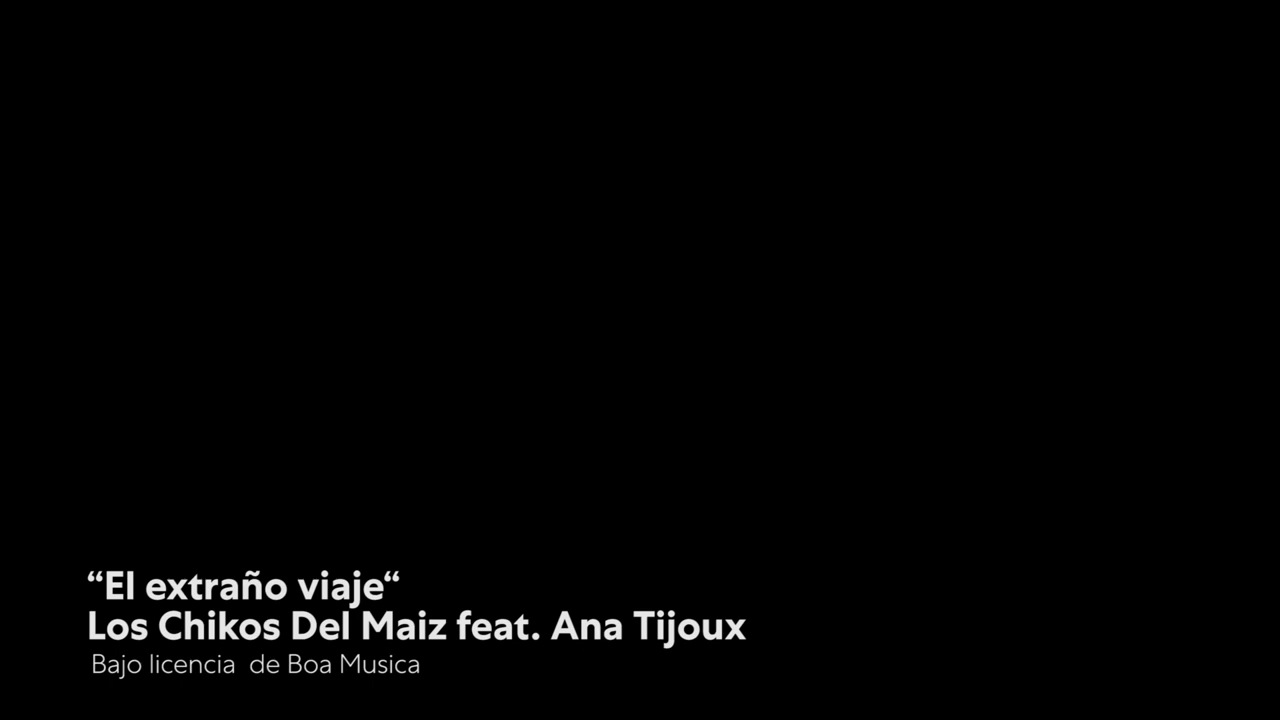 “El extraño viaje“
Los Chikos Del Maiz feat. Ana Tijoux
Bajo licencia  de Boa Musica